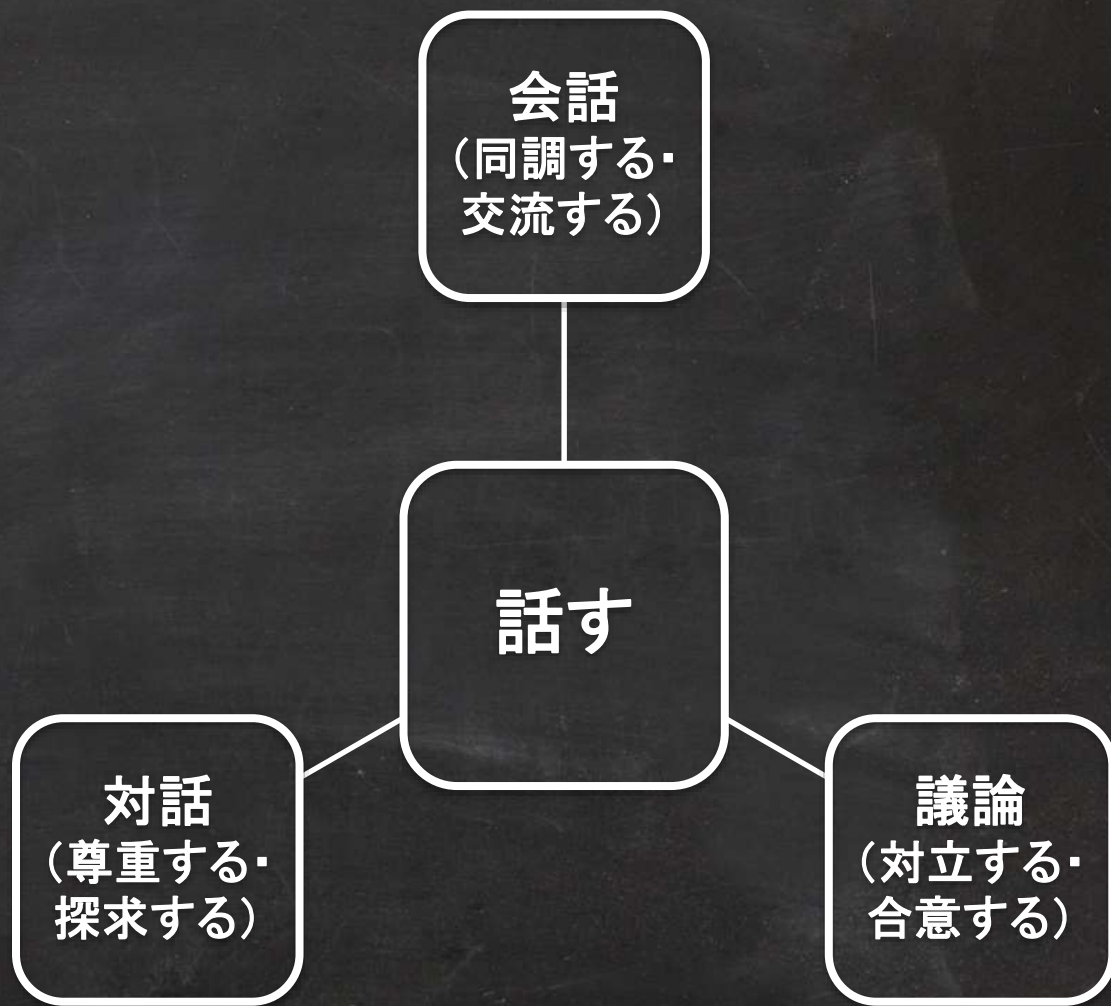 会話
（同調する・
交流する）
話す
対話
（尊重する・
探求する）
議論
（対立する・
合意する）